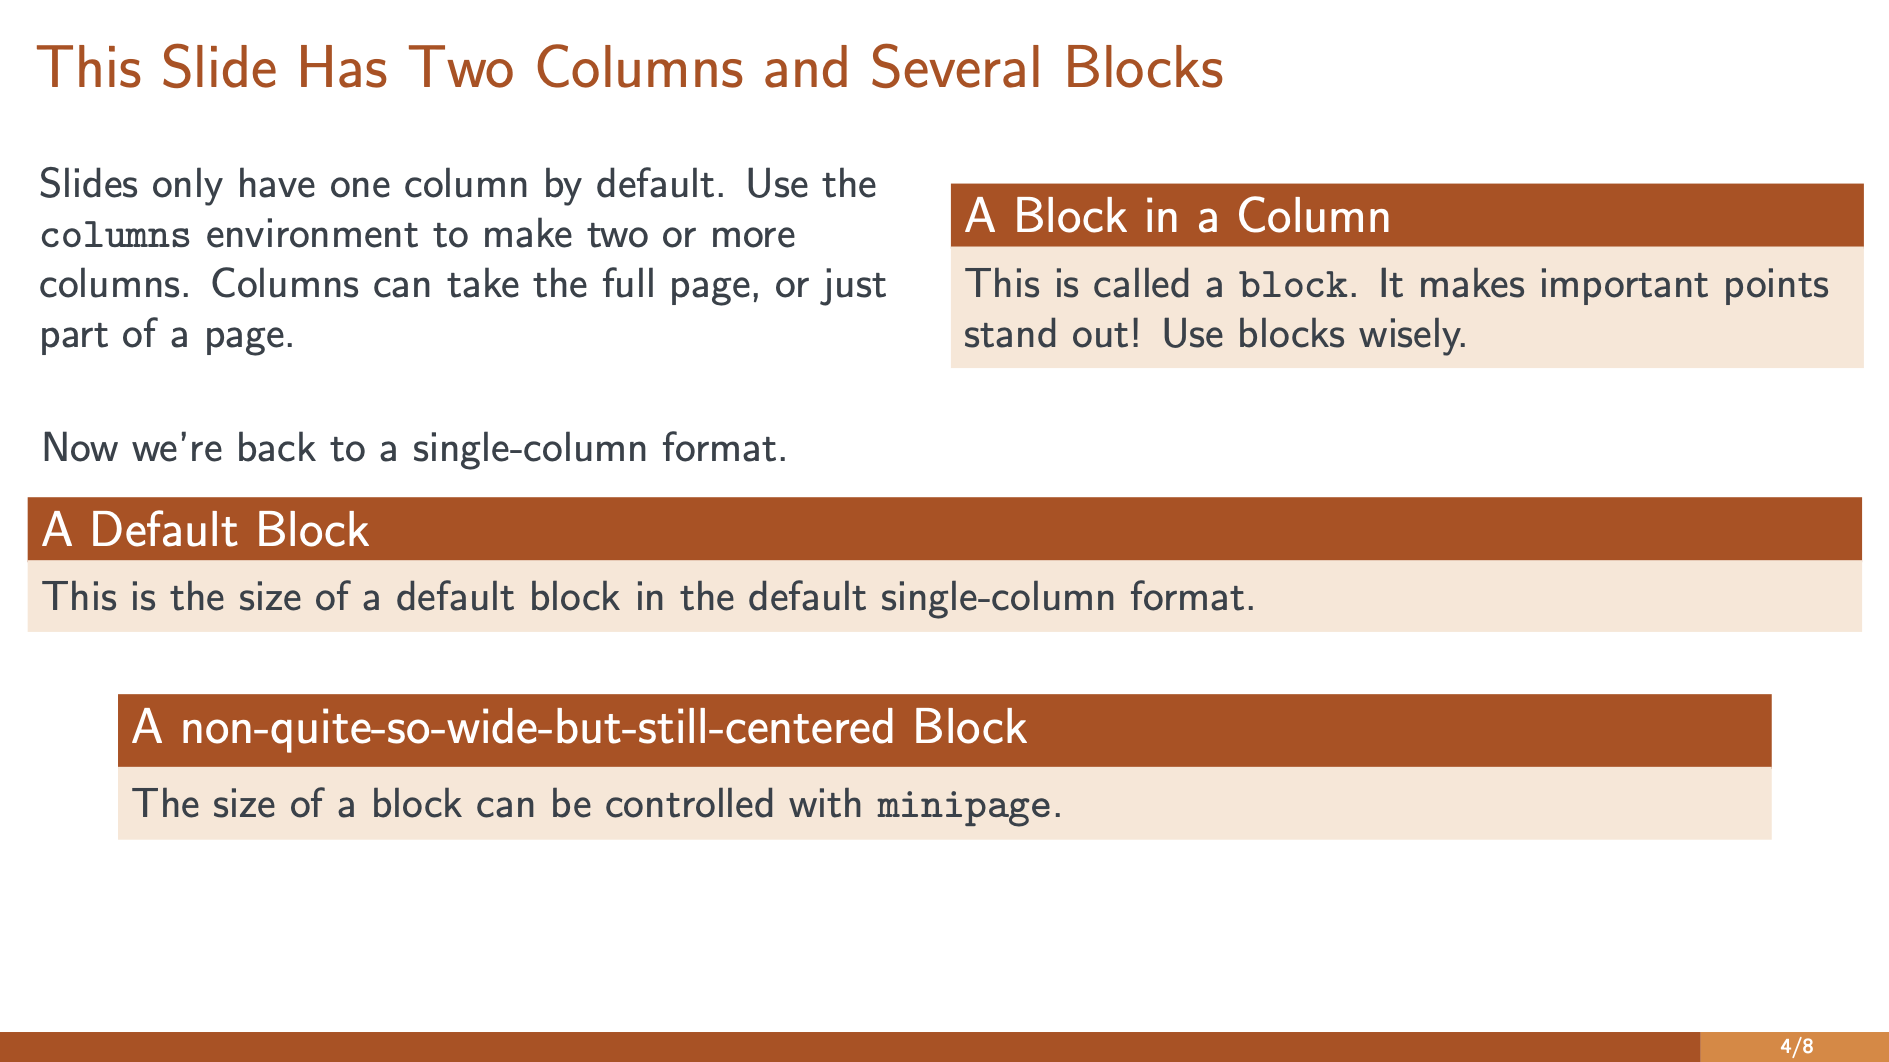 This Slide Has Two Columns and Several Blocks
Slides only have one column by default. Use the
columns environment to make two or more
columns. Columns can take the full page, or just
part of a page.
A Block in a Column
This is called a block. It makes important points
stand out! Use blocks wisely.
Now we're back to a single-column format.
A Default Block
This is the size of a default block in the default single-column format.
A non-quite-so-wide-but-still-centered Block
The size of a block can be controlled with minipage.
4/8